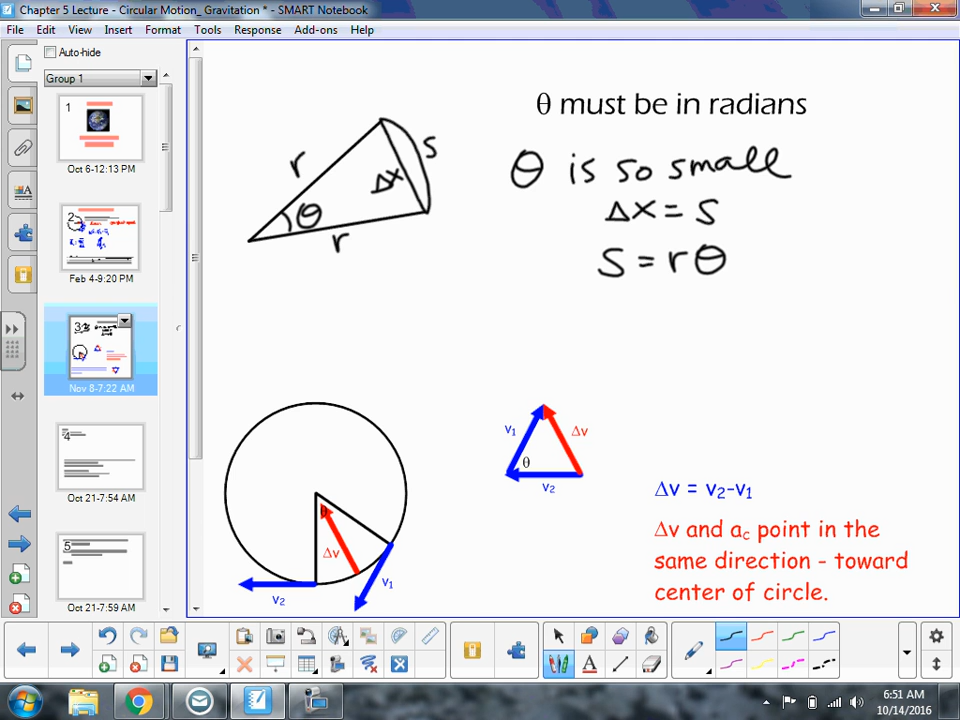 Chapter 5 Lecture - Circular Motion_ Gravitation * - SMART Notebook
File Edit View Insert Format Tools Response Add-ons Help
Auto-hide
Group 1
1
Oct 6-12:13 PM
2
Feb 4-9:20 PM
3
Nov 8-7:22 AM
4
Oct 21-7:54 AM
5
Oct 21-7:59 AM
θ must be in radians
r
s
Δx
θ
r
θ is so small
Δx = s
s = rθ
θ
Δv
v₁
v₂
v₁
Δv
θ
v₂
Δv = v₂-v₁
Δv and a꜀ point in the
same direction - toward
center of circle.
A
6:51 AM
10/14/2016